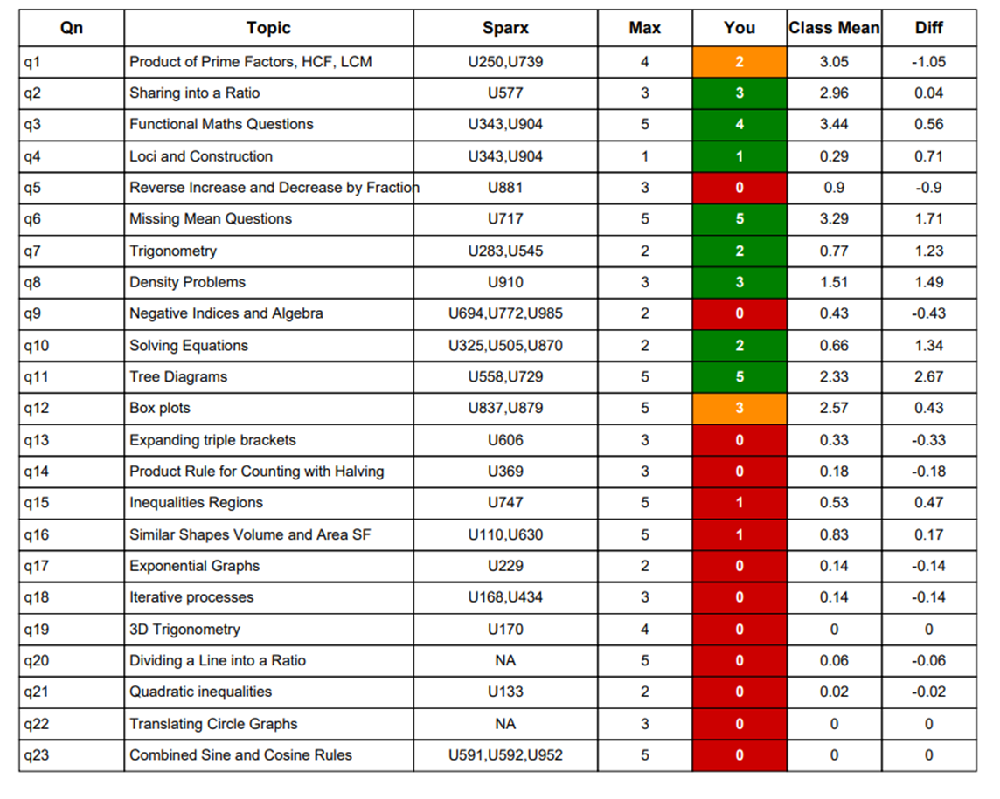 Qn Topic Sparx Max You Class Mean Diff
q1 Product of Prime Factors, HCF, LCM U250,U739 4 2 3.05 -1.05
q2 Sharing into a Ratio U577 3 3 2.96 0.04
q3 Functional Maths Questions U343,U904 5 4 3.44 0.56
q4 Loci and Construction U343,U904 1 1 0.29 0.71
q5 Reverse Increase and Decrease by Fraction U881 3 0 0.9 -0.9
q6 Missing Mean Questions U717 5 5 3.29 1.71
q7 Trigonometry U283,U545 2 2 0.77 1.23
q8 Density Problems U910 3 3 1.51 1.49
q9 Negative Indices and Algebra U694,U772,U985 2 0 0.43 -0.43
q10 Solving Equations U325,U505,U870 2 2 0.66 1.34
q11 Tree Diagrams U558,U729 5 5 2.33 2.67
q12 Box plots U837,U879 5 3 2.57 0.43
q13 Expanding triple brackets U606 3 0 0.33 -0.33
q14 Product Rule for Counting with Halving U369 3 0 0.18 -0.18
q15 Inequalities Regions U747 5 1 0.53 0.47
q16 Similar Shapes Volume and Area SF U110,U630 5 1 0.83 0.17
q17 Exponential Graphs U229 2 0 0.14 -0.14
q18 Iterative processes U168,U434 3 0 0.14 -0.14
q19 3D Trigonometry U170 4 0 0 0
q20 Dividing a Line into a Ratio NA 5 0 0.06 -0.06
q21 Quadratic inequalities U133 2 0 0.02 -0.02
q22 Translating Circle Graphs NA 3 0 0 0
q23 Combined Sine and Cosine Rules U591,U592,U952 5 0 0 0